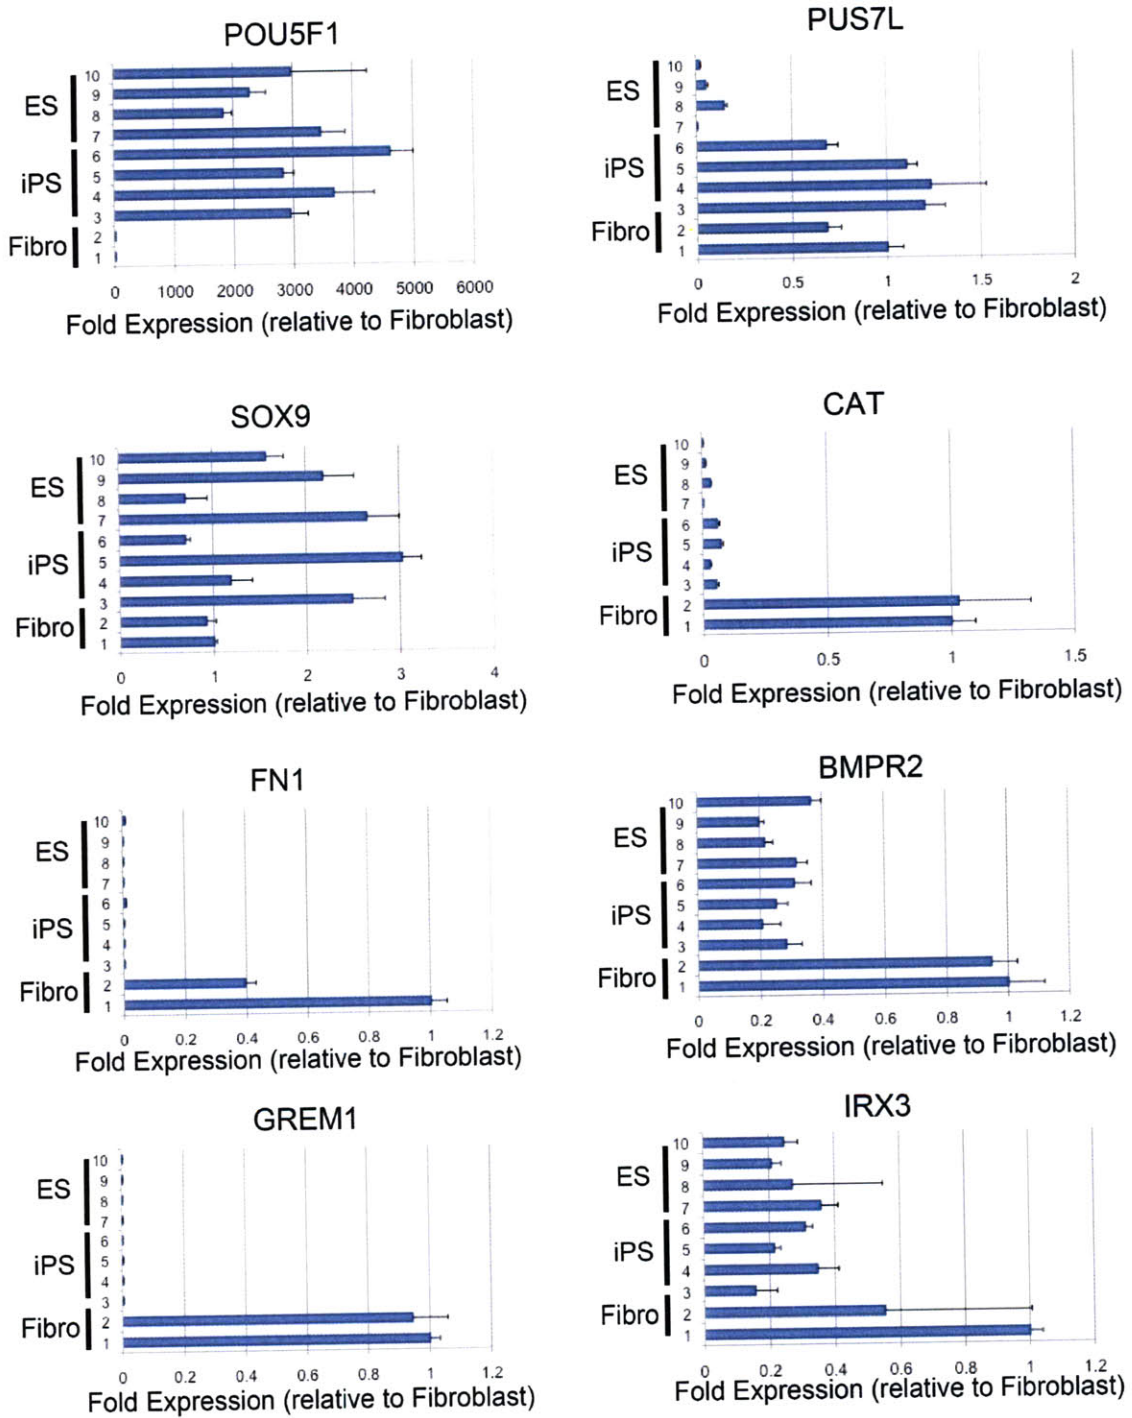 POU5F1
ES
iPS
Fibro
10
9
8
7
6
5
4
3
2
1
0 1000 2000 3000 4000 5000 6000
Fold Expression (relative to Fibroblast)
PUS7L
ES
iPS
Fibro
10
9
8
7
6
5
4
3
2
1
0 0.5 1 1.5 2
Fold Expression (relative to Fibroblast)
SOX9
ES
iPS
Fibro
10
9
8
7
6
5
4
3
2
1
0 1 2 3 4
Fold Expression (relative to Fibroblast)
CAT
ES
iPS
Fibro
10
9
8
7
6
5
4
3
2
1
0 0.5 1 1.5
Fold Expression (relative to Fibroblast)
FN1
ES
iPS
Fibro
10
9
8
7
6
5
4
3
2
1
0 0.2 0.4 0.6 0.8 1 1.2
Fold Expression (relative to Fibroblast)
BMPR2
ES
iPS
Fibro
10
9
8
7
6
5
4
3
2
1
0 0.2 0.4 0.6 0.8 1 1.2
Fold Expression (relative to Fibroblast)
GREM1
ES
iPS
Fibro
10
9
8
7
6
5
4
3
2
1
0 0.2 0.4 0.6 0.8 1 1.2
Fold Expression (relative to Fibroblast)
IRX3
ES
iPS
Fibro
10
9
8
7
6
5
4
3
2
1
0 0.2 0.4 0.6 0.8 1 1.2
Fold Expression (relative to Fibroblast)